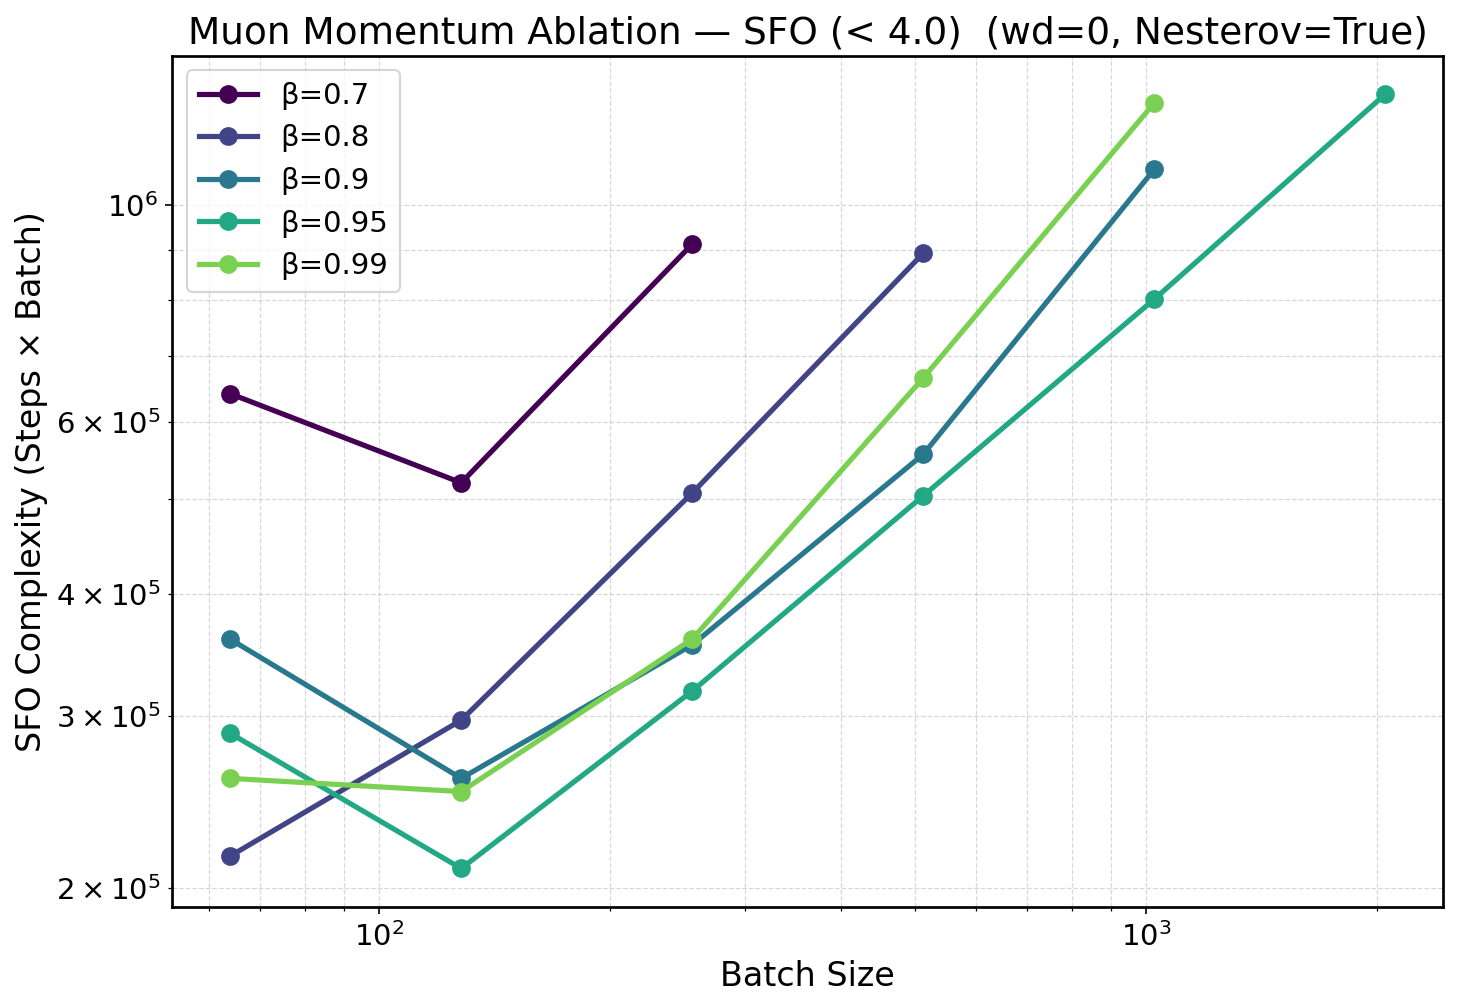 Muon Momentum Ablation — SFO (< 4.0)  (wd=0, Nesterov=True)
β=0.7
β=0.8
β=0.9
β=0.95
β=0.99
SFO Complexity (Steps × Batch)
10⁶
6 × 10⁵
4 × 10⁵
3 × 10⁵
2 × 10⁵
10² 10³
Batch Size